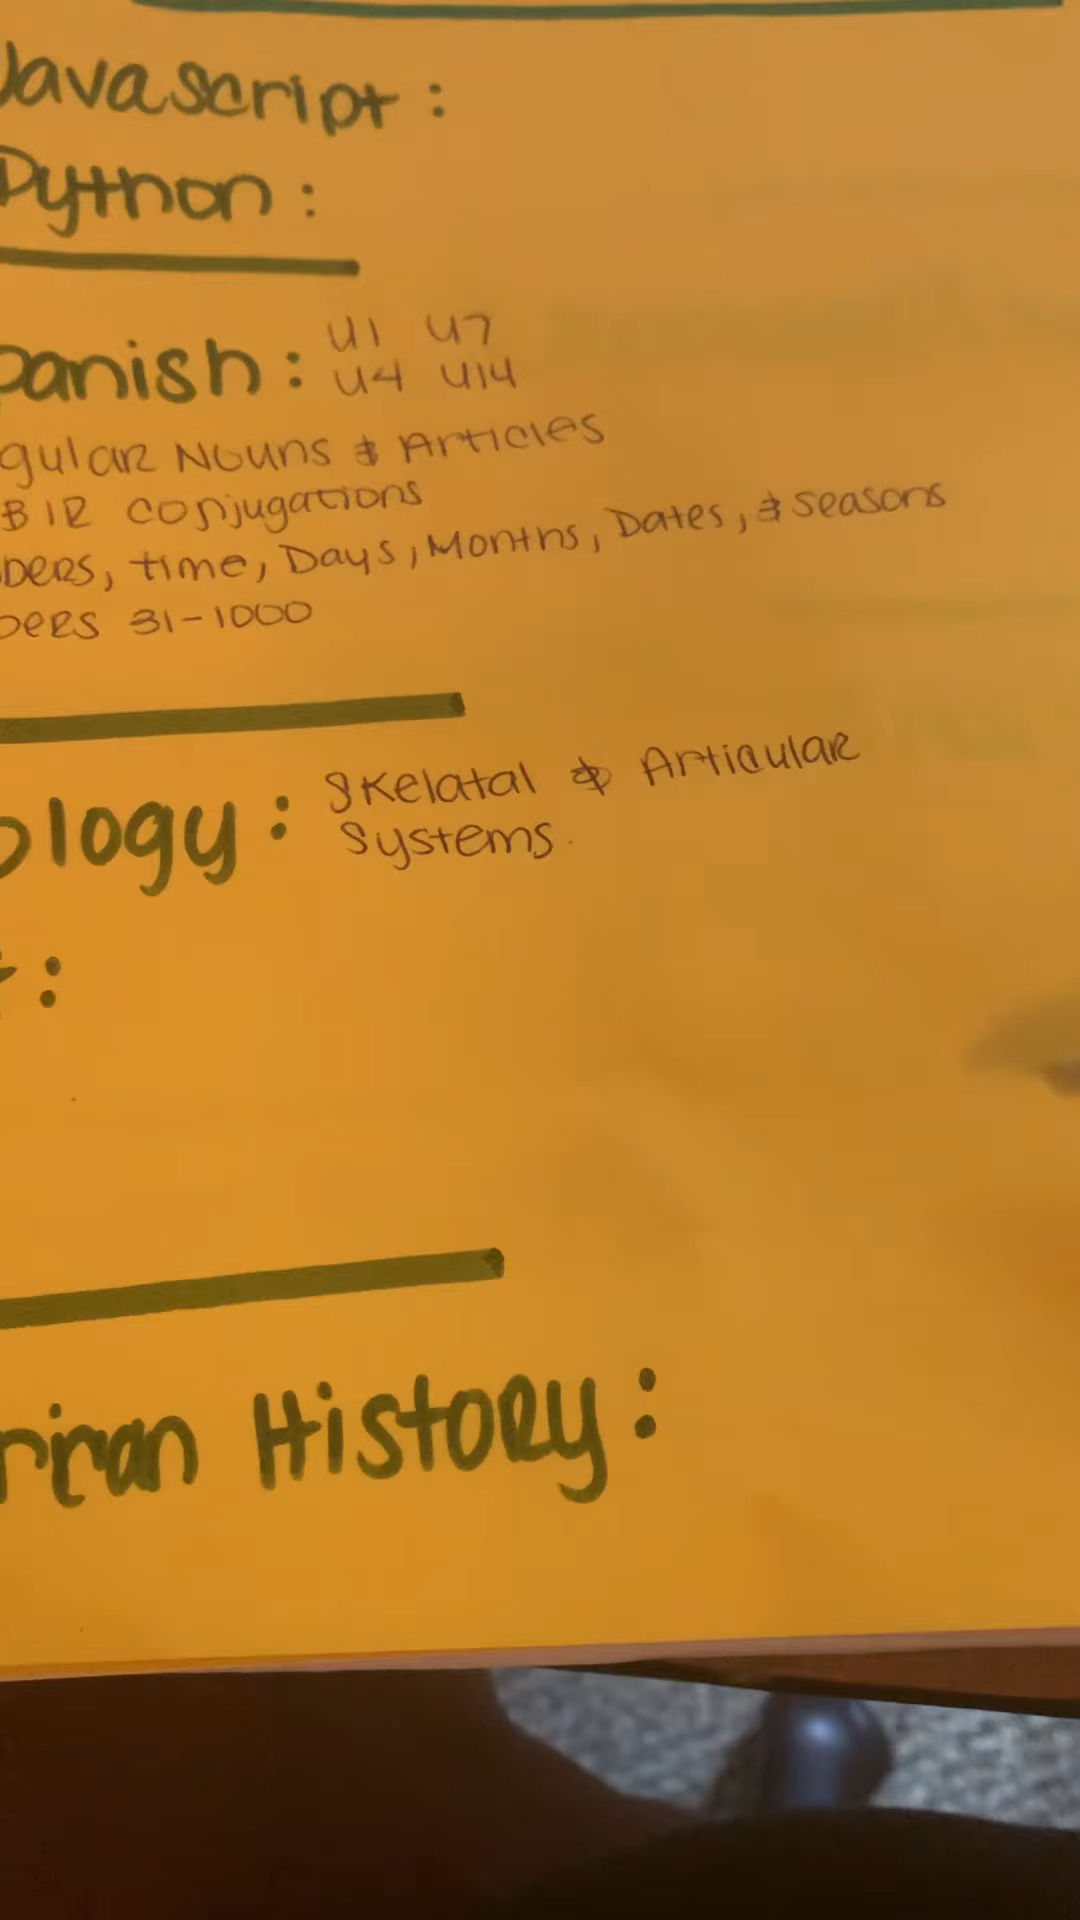 Javascript :
Python :
panish : U1 U7
U4 U14
gular Nouns & Articles
BIR conjugations
bers, time, Days, Months, Dates, & seasons
bers 31-1000
ology : Skelatal & Articular
Systems.
:
rican History :